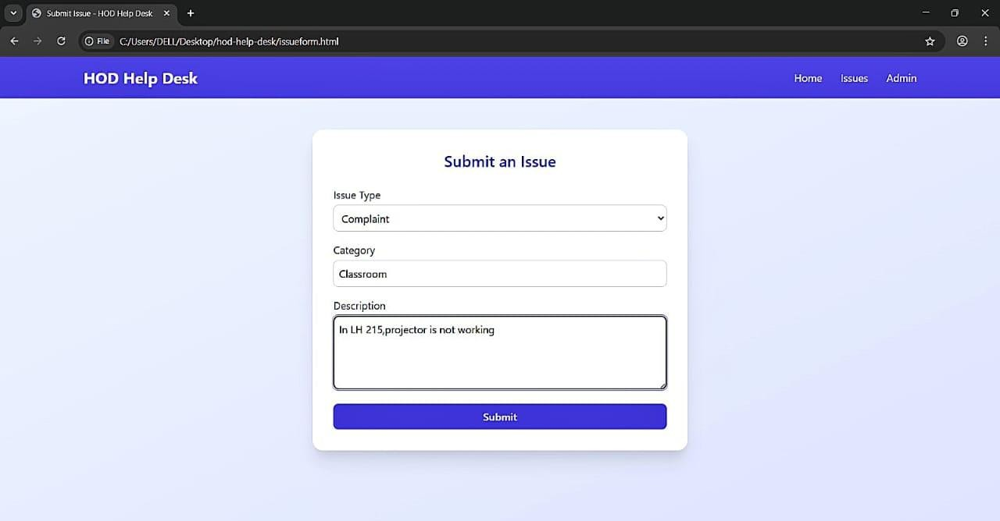 Submit Issue - HOD Help Desk
File C:/Users/DELL/Desktop/hod-help-desk/issueform.html
HOD Help Desk Home Issues Admin
Submit an Issue
Issue Type
Complaint
Category
Classroom
Description
In LH 215,projector is not working
Submit